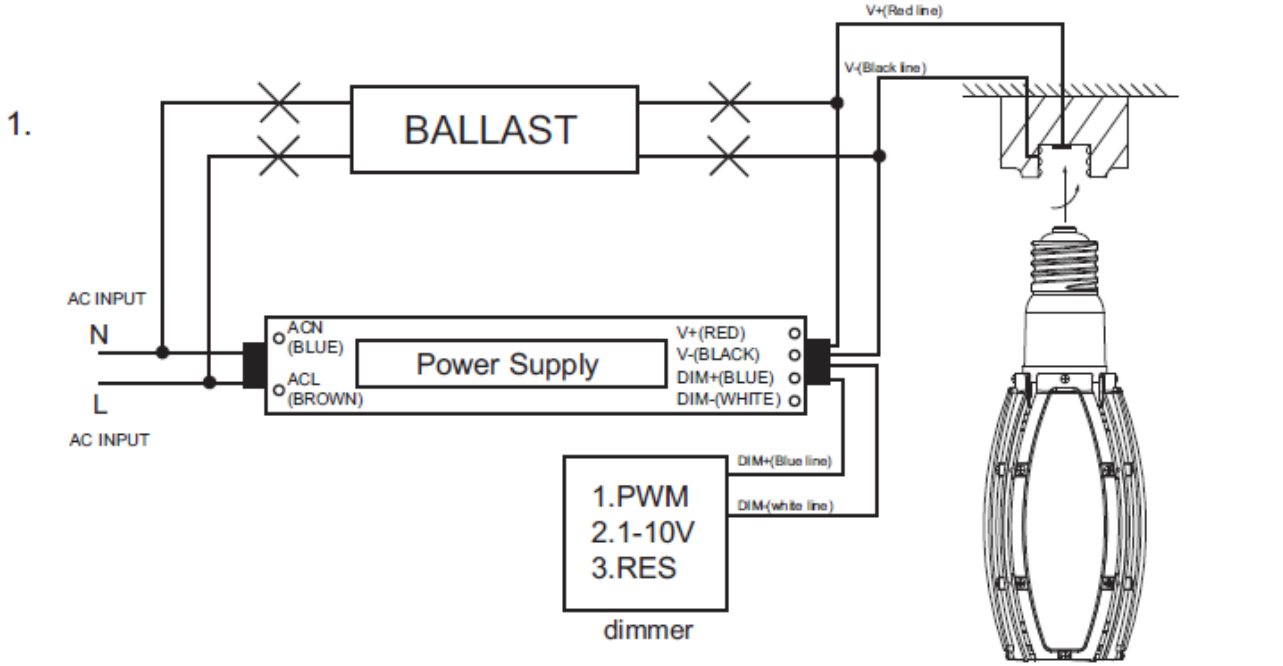 V+(Red line)
V-(Black line)
1.
BALLAST
AC INPUT
N
L
AC INPUT
ACN
(BLUE)
ACL
(BROWN)
Power Supply
V+(RED)
V-(BLACK)
DIM+(BLUE)
DIM-(WHITE)
DIM+(Blue line)
DIM-(white line)
1.PWM
2.1-10V
3.RES
dimmer